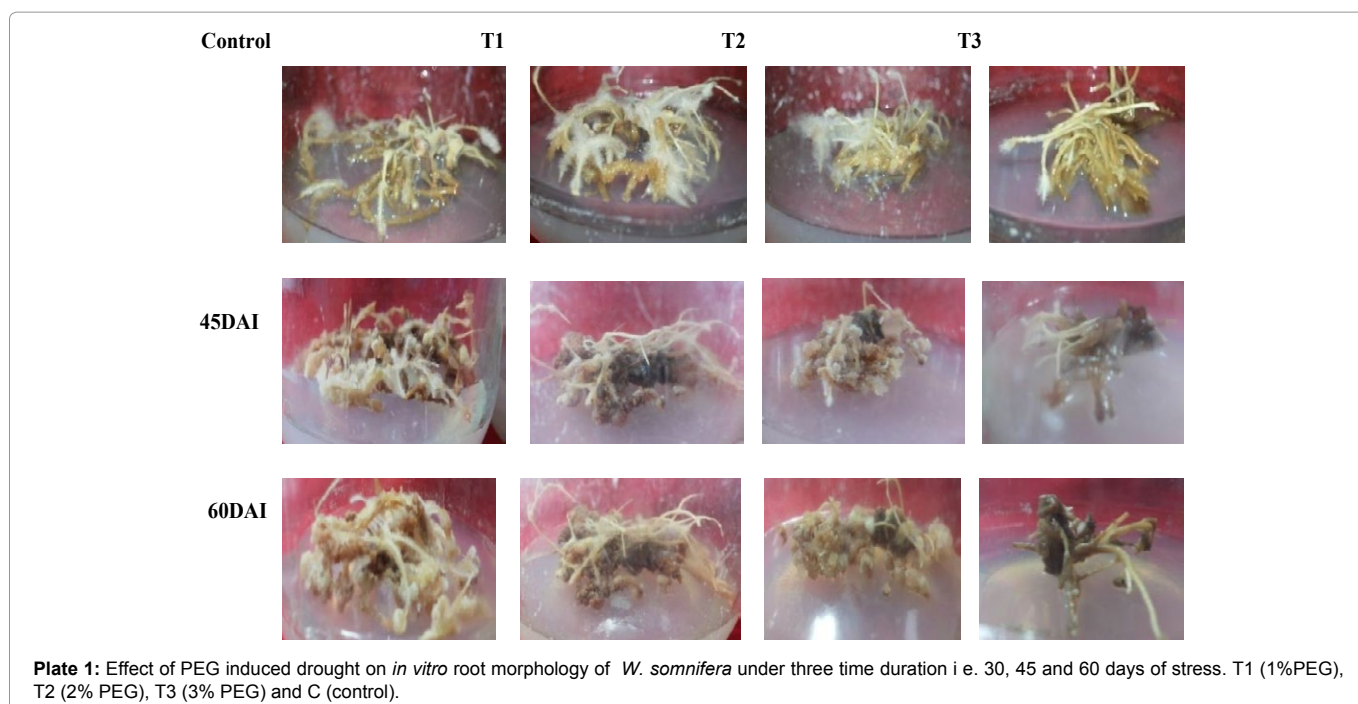 Control T1 T2 T3
45DAI
60DAI
Plate 1: Effect of PEG induced drought on in vitro root morphology of W. somnifera under three time duration i e. 30, 45 and 60 days of stress. T1 (1%PEG),
T2 (2% PEG), T3 (3% PEG) and C (control).